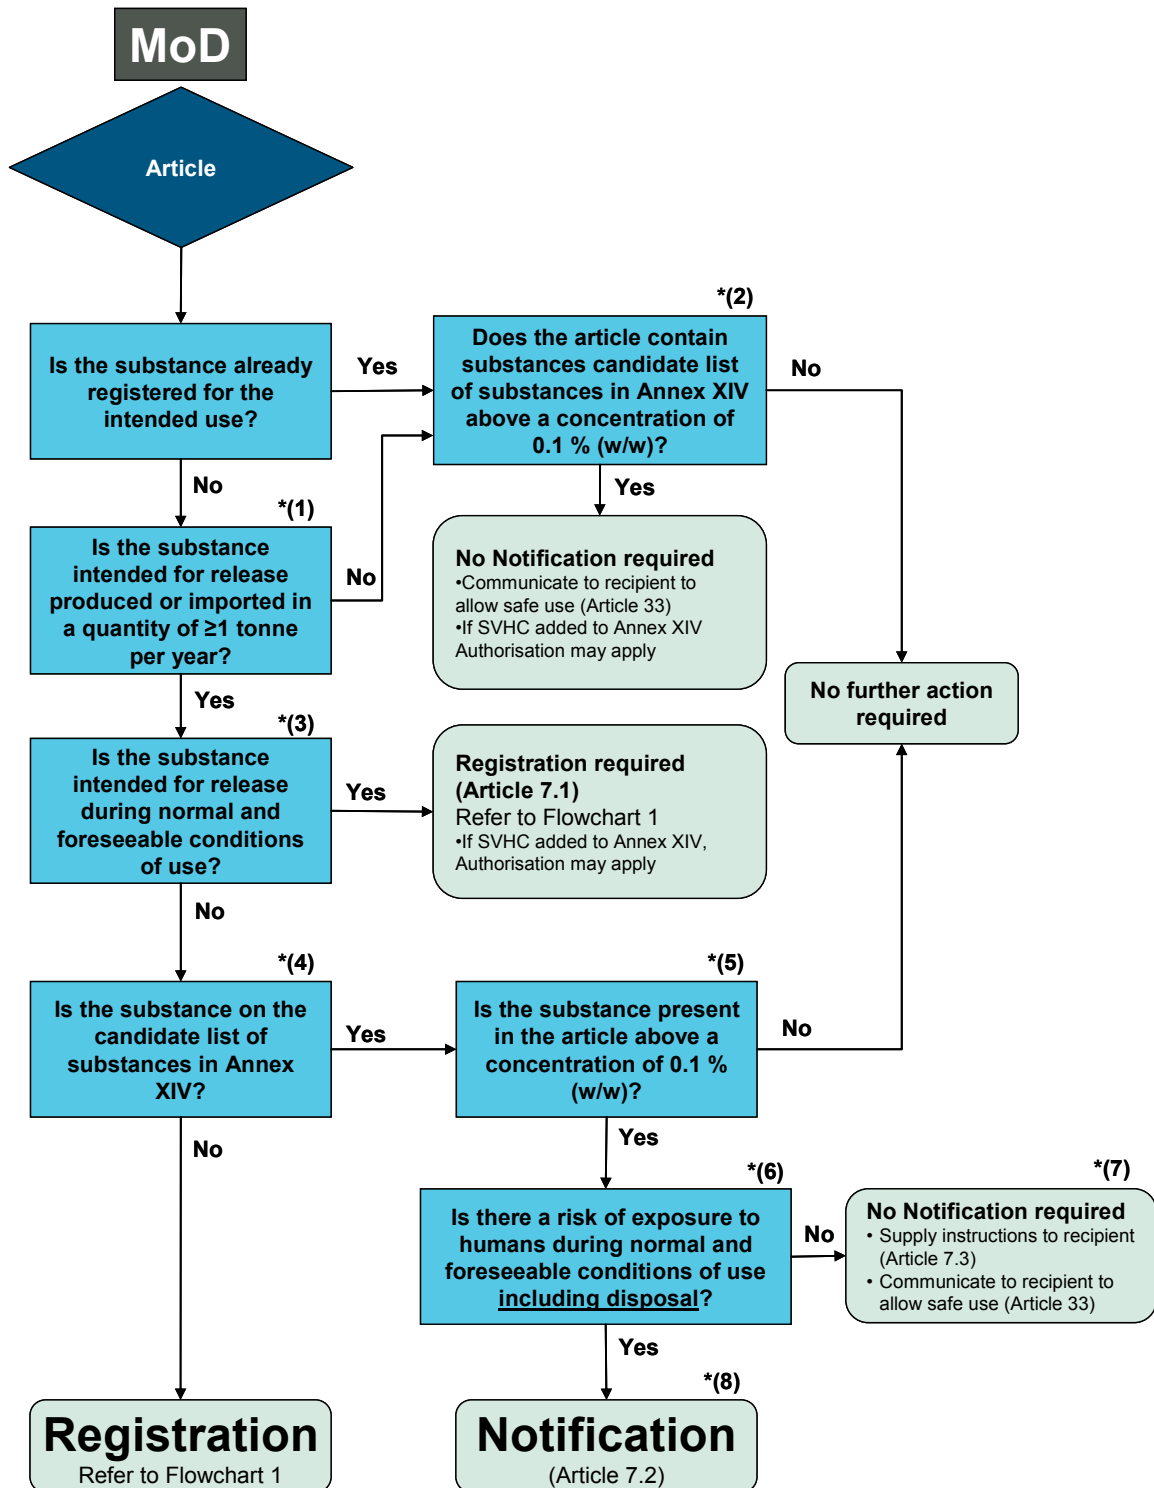 MoD
Article
*(2)
Is the substance already
registered for the
intended use?
Yes
Does the article contain
substances candidate list
of substances in Annex XIV
above a concentration of
0.1 % (w/w)?
No
No
*(1)
Is the substance
intended for release
produced or imported in
a quantity of ≥1 tonne
per year?
No
Yes
No Notification required
•Communicate to recipient to
allow safe use (Article 33)
•If SVHC added to Annex XIV
Authorisation may apply
No further action
required
Yes
*(3)
Is the substance
intended for release
during normal and
foreseeable conditions
of use?
Yes
Registration required
(Article 7.1)
Refer to Flowchart 1
•If SVHC added to Annex XIV,
Authorisation may apply
No
*(4)
Is the substance on the
candidate list of
substances in Annex
XIV?
Yes
*(5)
Is the substance present
in the article above a
concentration of 0.1 %
(w/w)?
No
No
Yes
*(6)
Is there a risk of exposure to
humans during normal and
foreseeable conditions of use
including disposal?
No
*(7)
No Notification required
• Supply instructions to recipient
(Article 7.3)
• Communicate to recipient to
allow safe use (Article 33)
Yes
*(8)
Registration
Refer to Flowchart 1
Notification
(Article 7.2)